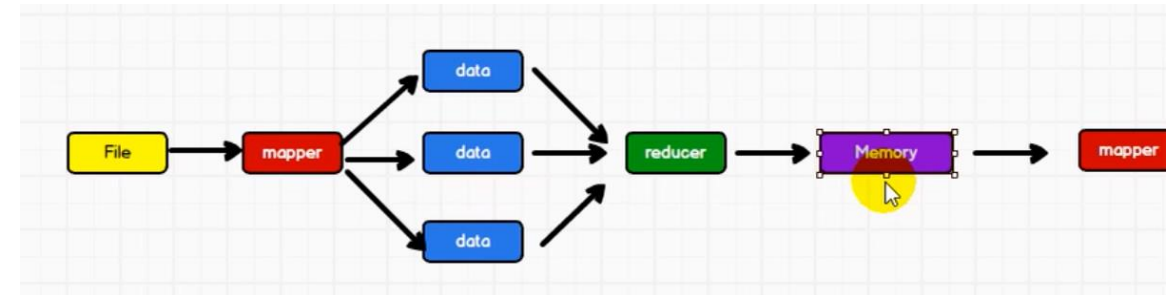 data
File
mapper
data
reducer
Memory
mapper
data